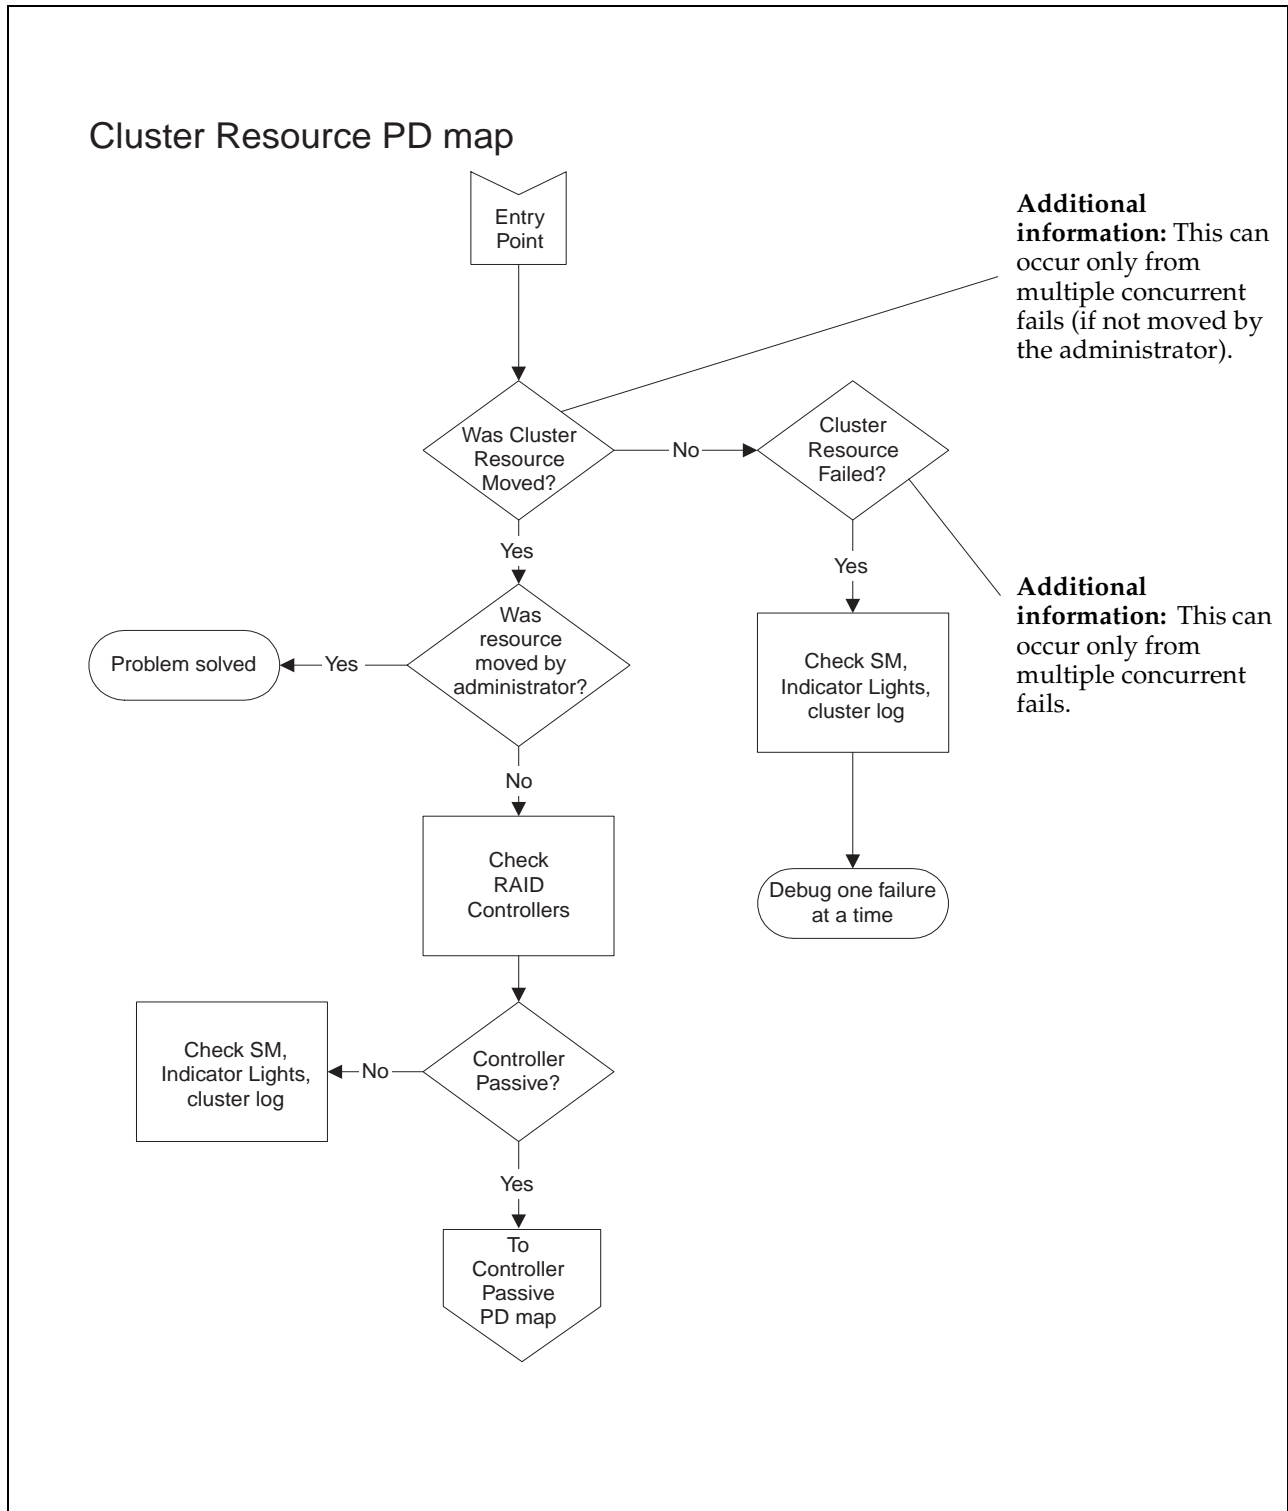 Cluster Resource PD map
Entry
Point
Additional
information: This can
occur only from
multiple concurrent
fails (if not moved by
the administrator).
Was Cluster
Resource
Moved?
No
Cluster
Resource
Failed?
Yes
Yes
Additional
information: This can
occur only from
multiple concurrent
fails.
Was
resource
moved by
administrator?
Yes
Problem solved
Check SM,
Indicator Lights,
cluster log
No
Check
RAID
Controllers
Debug one failure
at a time
Controller
Passive?
No
Check SM,
Indicator Lights,
cluster log
Yes
To
Controller
Passive
PD map